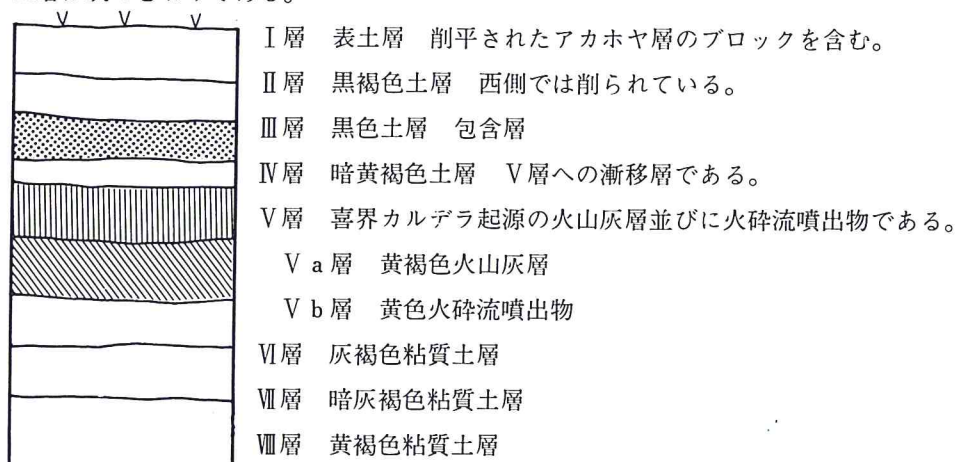 Ⅰ層 表土層 削平されたアカホヤ層のブロックを含む。
Ⅱ層 黒褐色土層 西側では削られている。
Ⅲ層 黒色土層 包含層
Ⅳ層 暗黄褐色土層 Ⅴ層への漸移層である。
Ⅴ層 喜界カルデラ起源の火山灰層並びに火砕流噴出物である。
Ⅴa層 黄褐色火山灰層
Ⅴb層 黄色火砕流噴出物
Ⅵ層 灰褐色粘質土層
Ⅶ層 暗灰褐色粘質土層
Ⅷ層 黄褐色粘質土層